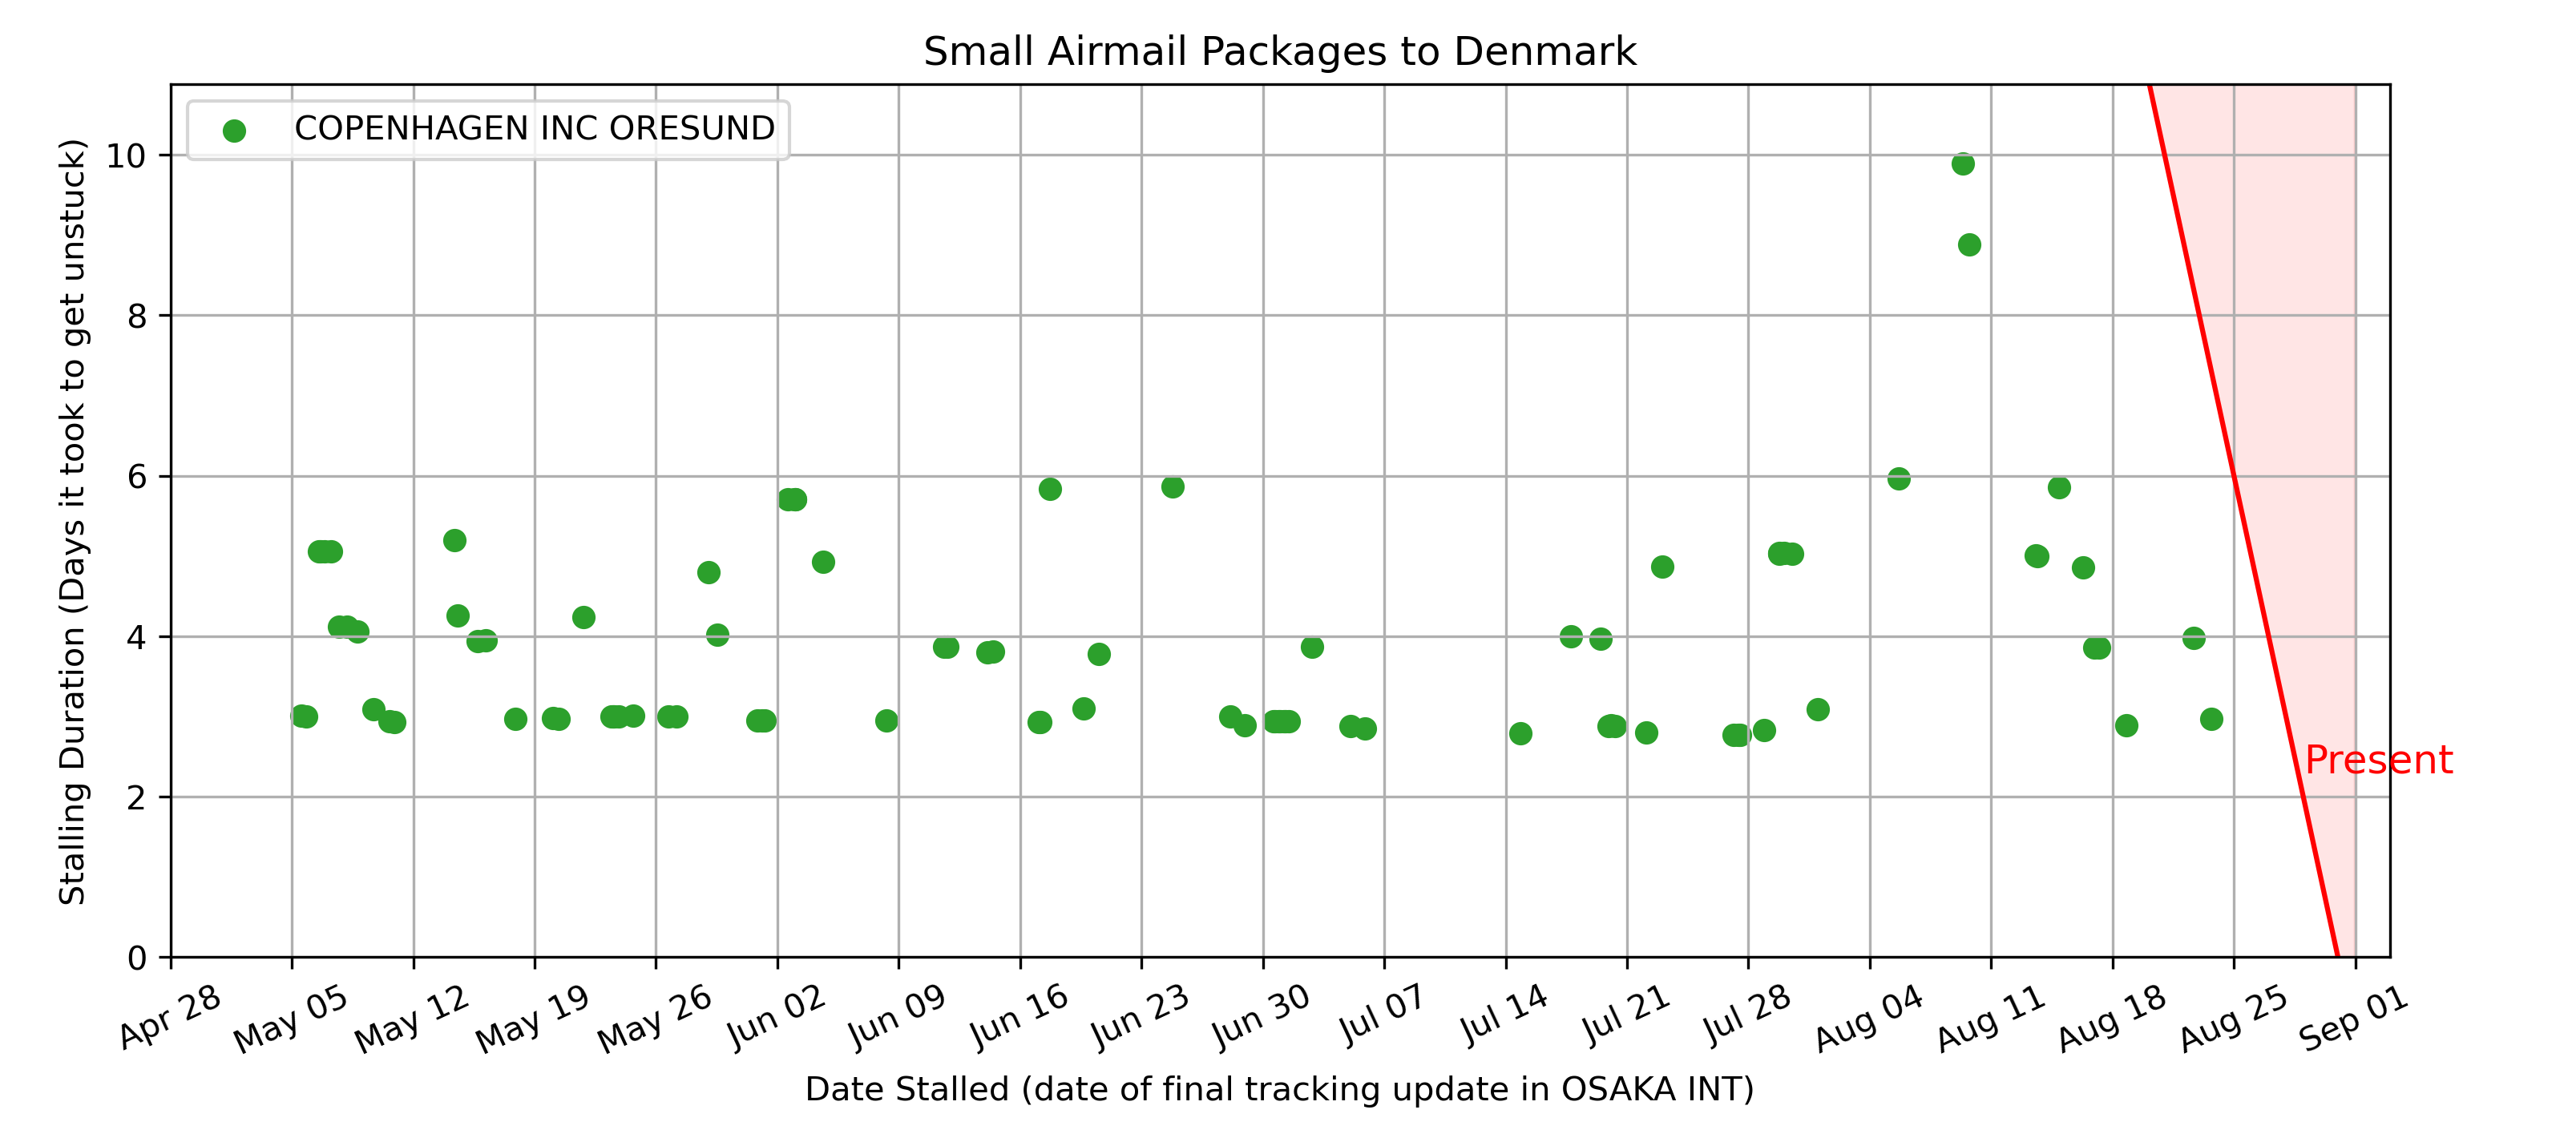 Small Airmail Packages to Denmark
COPENHAGEN INC ORESUND
Stalling Duration (Days it took to get unstuck)
10
8
6
4
2
0
Present
Apr 28
May 05
May 12
May 19
May 26
Jun 02
Jun 09
Jun 16
Jun 23
Jun 30
Jul 07
Jul 14
Jul 21
Jul 28
Aug 04
Aug 11
Aug 18
Aug 25
Sep 01
Date Stalled (date of final tracking update in OSAKA INT)